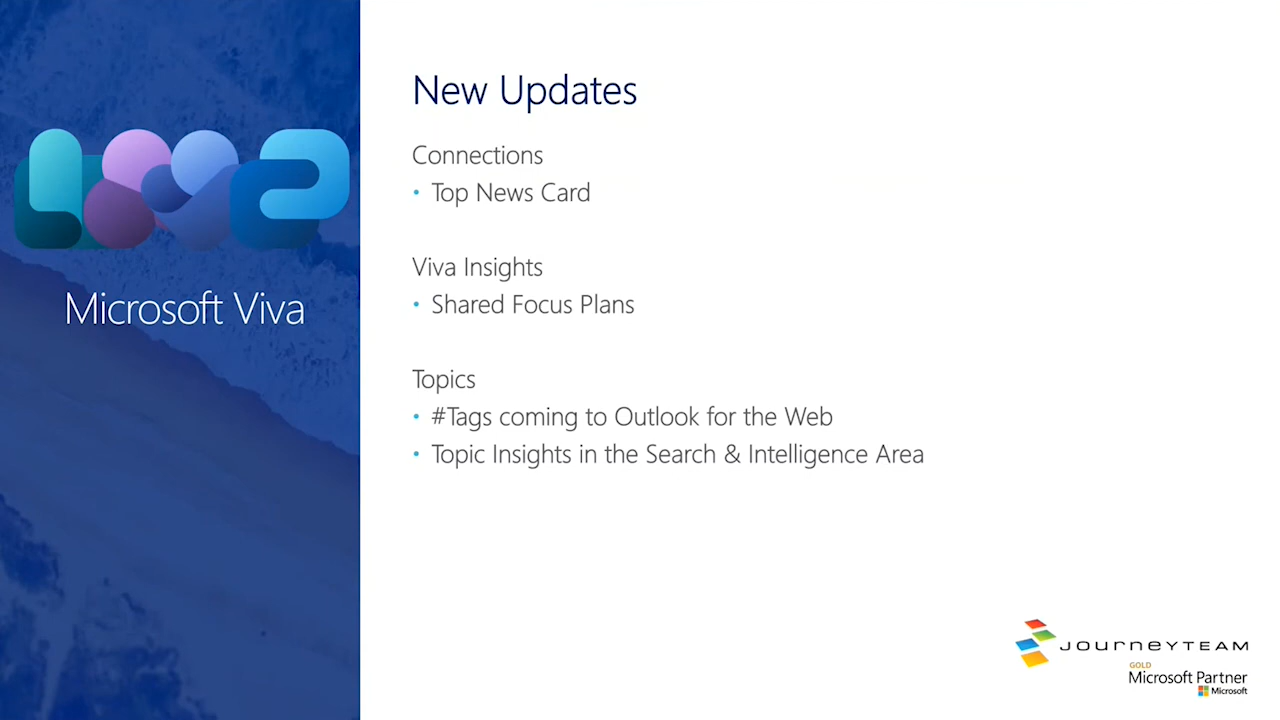 Microsoft Viva
New Updates
Connections
• Top News Card
Viva Insights
• Shared Focus Plans
Topics
• #Tags coming to Outlook for the Web
• Topic Insights in the Search & Intelligence Area
JOURNEYTEAM
GOLD
Microsoft Partner
Microsoft